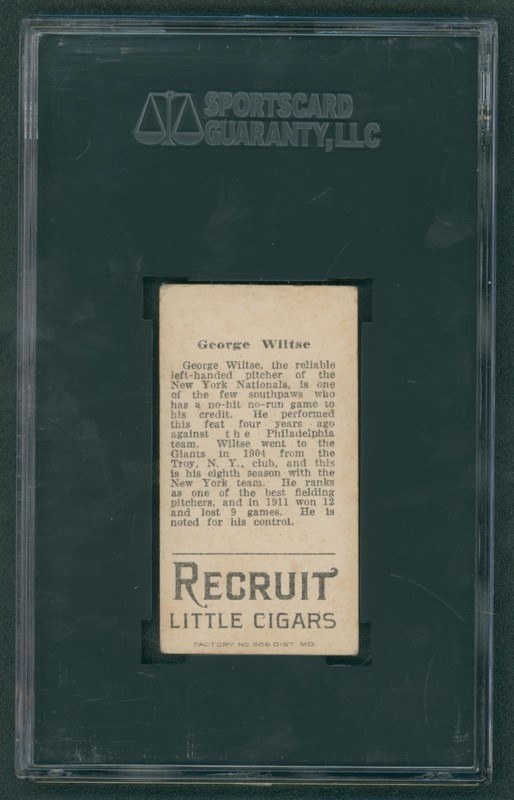 SPORTSCARD
GUARANTY, LLC
George Wiltse
George Wiltse, the reliable
left-handed pitcher of the
New York Nationals, is one
of the few southpaws who
has a no-hit no-run game to
his credit. He performed
this feat four years ago
against the Philadelphia
team. Wiltse went to the
Giants in 1904 from the
Troy, N. Y., club, and this
is his eighth season with the
New York team. He ranks
as one of the best fielding
pitchers, and in 1911 won 12
and lost 9 games. He is
noted for his control.
RECRUIT
LITTLE CIGARS
FACTORY NO 606 DIST. MD.